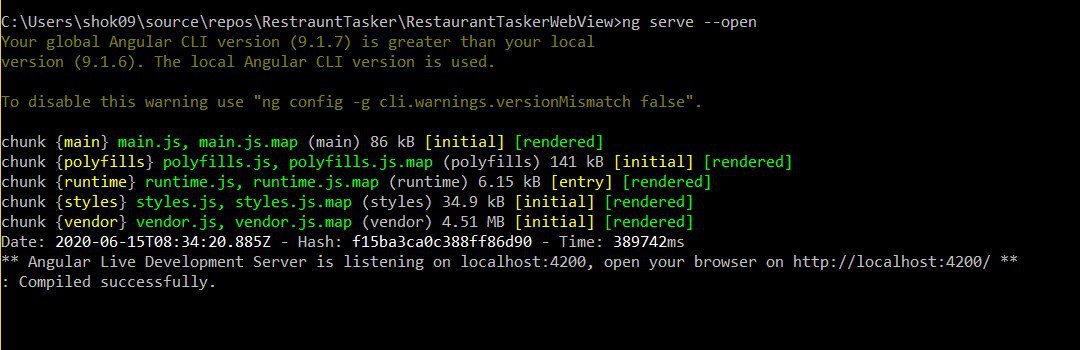 C:\Users\shok09\source\repos\RestrauntTasker\RestaurantTaskerWebView>ng serve --open
Your global Angular CLI version (9.1.7) is greater than your local
version (9.1.6). The local Angular CLI version is used.
To disable this warning use "ng config -g cli.warnings.versionMismatch false".
chunk {main} main.js, main.js.map (main) 86 kB [initial] [rendered]
chunk {polyfills} polyfills.js, polyfills.js.map (polyfills) 141 kB [initial] [rendered]
chunk {runtime} runtime.js, runtime.js.map (runtime) 6.15 kB [entry] [rendered]
chunk {styles} styles.js, styles.js.map (styles) 34.9 kB [initial] [rendered]
chunk {vendor} vendor.js, vendor.js.map (vendor) 4.51 MB [initial] [rendered]
Date: 2020-06-15T08:34:20.885Z - Hash: f15ba3ca0c388ff86d90 - Time: 389742ms
** Angular Live Development Server is listening on localhost:4200, open your browser on http://localhost:4200/ **
: Compiled successfully.